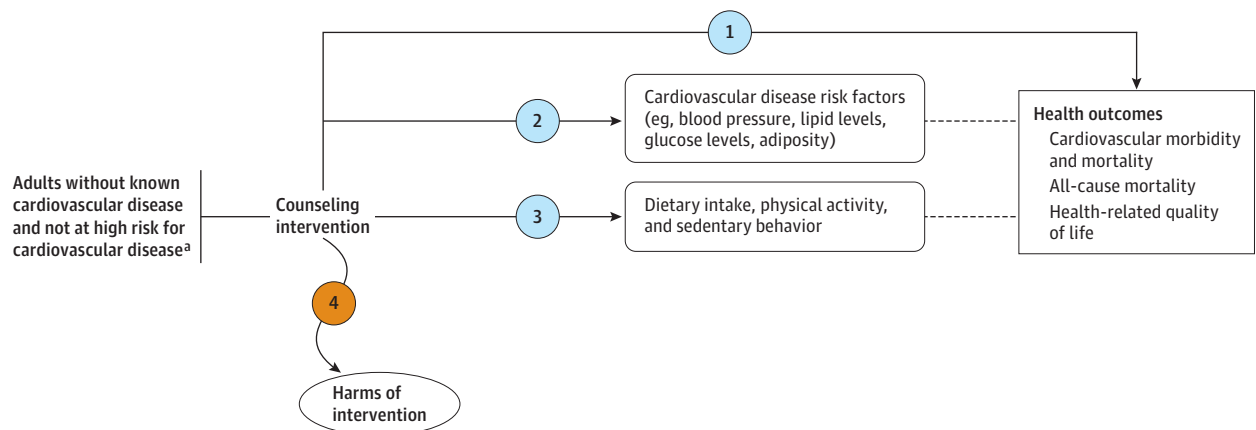 1
2
Cardiovascular disease risk factors
(eg, blood pressure, lipid levels,
glucose levels, adiposity)
Health outcomes
Cardiovascular morbidity
and mortality
All-cause mortality
Health-related quality
of life
Adults without known
cardiovascular disease
and not at high risk for
cardiovascular diseaseª
Counseling
intervention
3
Dietary intake, physical activity,
and sedentary behavior
4
Harms of
intervention